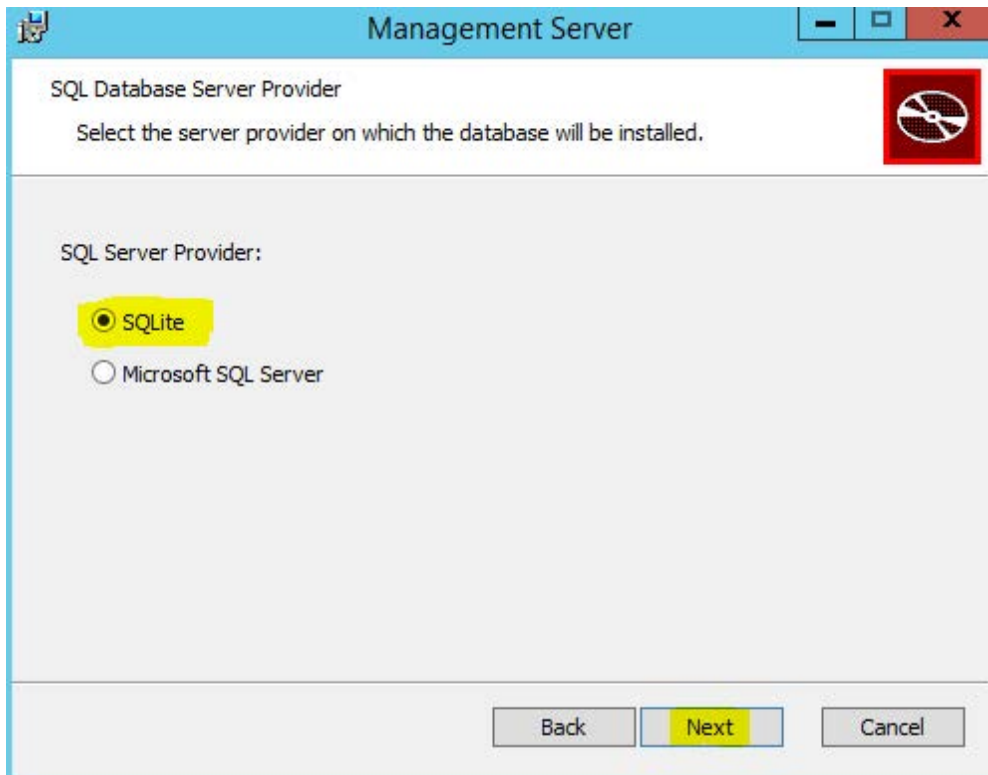 Management Server
SQL Database Server Provider
Select the server provider on which the database will be installed.
SQL Server Provider:
SQLite
Microsoft SQL Server
Back Next Cancel